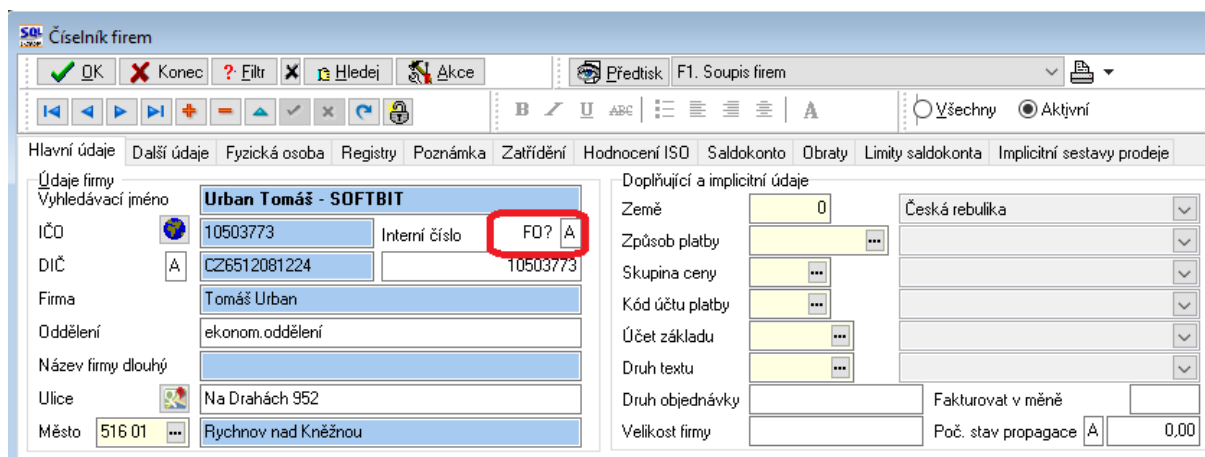 SQL Číselník firem
OK Konec ? Filtr Hledej Akce Předtisk F1. Soupis firem
B I U ABC A Všechny Aktivní
Hlavní údaje Další údaje Fyzická osoba Registry Poznámka Zatřídění Hodnocení ISO Saldokonto Obraty Limity saldokonta Implicitní sestavy prodeje
Údaje firmy
Vyhledávací jméno Urban Tomáš - SOFTBIT
IČO 10503773 Interní číslo FO? A
DIČ A CZ6512081224 10503773
Firma Tomáš Urban
Oddělení ekonom.oddělení
Název firmy dlouhý
Ulice Na Drahách 952
Město 516 01 ... Rychnov nad Kněžnou
Doplňující a implicitní údaje
Země 0 Česká rebulika
Způsob platby ...
Skupina ceny ...
Kód účtu platby ...
Účet základu ...
Druh textu ...
Druh objednávky Fakturovat v měně
Velikost firmy Poč. stav propagace A 0,00